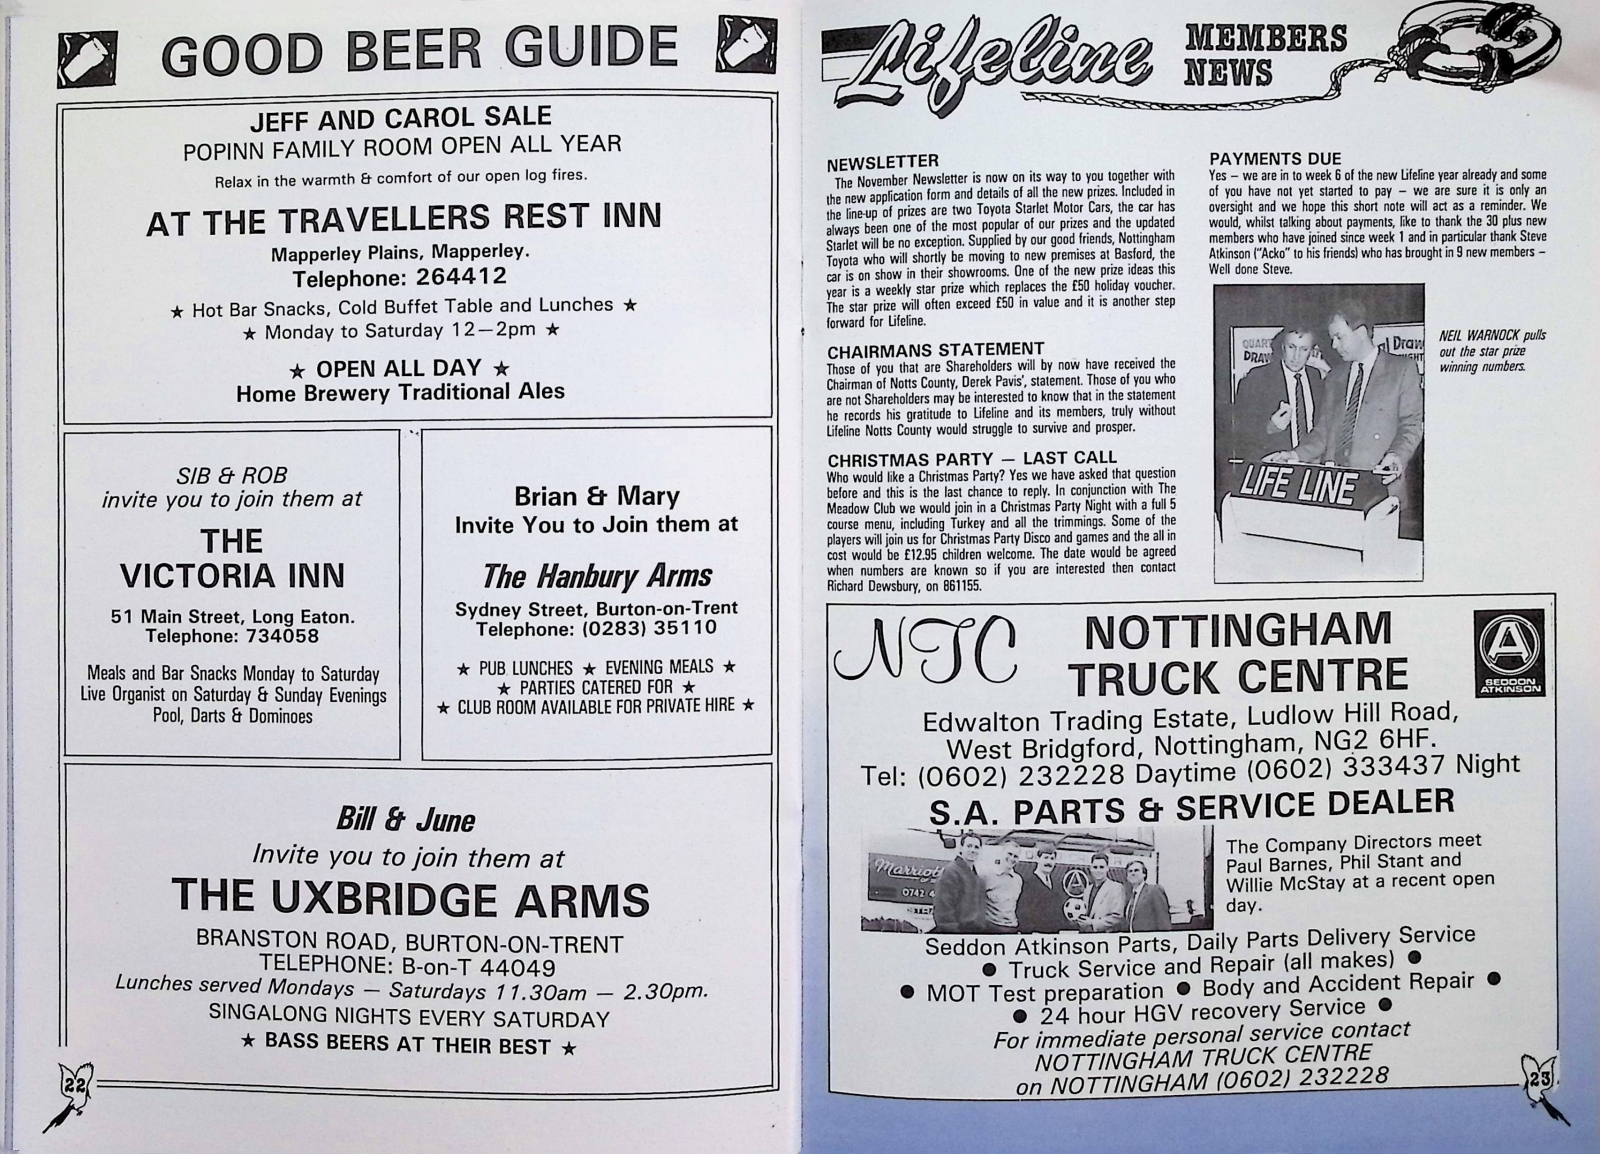 GOOD BEER GUIDE
JEFF AND CAROL SALE
POPINN FAMILY ROOM OPEN ALL YEAR
Relax in the warmth & comfort of our open log fires.
AT THE TRAVELLERS REST INN
Mapperley Plains, Mapperley.
Telephone: 264412
★ Hot Bar Snacks, Cold Buffet Table and Lunches ★
★ Monday to Saturday 12—2pm ★
★ OPEN ALL DAY ★
Home Brewery Traditional Ales
SIB & ROB
invite you to join them at
THE
VICTORIA INN
51 Main Street, Long Eaton.
Telephone: 734058
Meals and Bar Snacks Monday to Saturday
Live Organist on Saturday & Sunday Evenings
Pool, Darts & Dominoes
Brian & Mary
Invite You to Join them at
The Hanbury Arms
Sydney Street, Burton-on-Trent
Telephone: (0283) 35110
★ PUB LUNCHES ★ EVENING MEALS ★
★ PARTIES CATERED FOR ★
★ CLUB ROOM AVAILABLE FOR PRIVATE HIRE ★
Bill & June
Invite you to join them at
THE UXBRIDGE ARMS
BRANSTON ROAD, BURTON-ON-TRENT
TELEPHONE: B-on-T 44049
Lunches served Mondays — Saturdays 11.30am — 2.30pm.
SINGALONG NIGHTS EVERY SATURDAY
★ BASS BEERS AT THEIR BEST ★
22
Lifeline MEMBERS
NEWS
NEWSLETTER
The November Newsletter is now on its way to you together with
the new application form and details of all the new prizes. Included in
the line-up of prizes are two Toyota Starlet Motor Cars, the car has
always been one of the most popular of our prizes and the updated
Starlet will be no exception. Supplied by our good friends, Nottingham
Toyota who will shortly be moving to new premises at Basford, the
car is on show in their showrooms. One of the new prize ideas this
year is a weekly star prize which replaces the £50 holiday voucher.
The star prize will often exceed £50 in value and it is another step
forward for Lifeline.
CHAIRMANS STATEMENT
Those of you that are Shareholders will by now have received the
Chairman of Notts County, Derek Pavis', statement. Those of you who
are not Shareholders may be interested to know that in the statement
he records his gratitude to Lifeline and its members, truly without
Lifeline Notts County would struggle to survive and prosper.
CHRISTMAS PARTY — LAST CALL
Who would like a Christmas Party? Yes we have asked that question
before and this is the last chance to reply. In conjunction with The
Meadow Club we would join in a Christmas Party Night with a full 5
course menu, including Turkey and all the trimmings. Some of the
players will join us for Christmas Party Disco and games and the all in
cost would be £12.95 children welcome. The date would be agreed
when numbers are known so if you are interested then contact
Richard Dewsbury, on 861155.
PAYMENTS DUE
Yes – we are in to week 6 of the new Lifeline year already and some
of you have not yet started to pay – we are sure it is only an
oversight and we hope this short note will act as a reminder. We
would, whilst talking about payments, like to thank the 30 plus new
members who have joined since week 1 and in particular thank Steve
Atkinson ("Acko" to his friends) who has brought in 9 new members –
Well done Steve.
QUART
DRAW
Draw
LIFE LINE
NEIL WARNOCK pulls
out the star prize
winning numbers.
NTC
NOTTINGHAM
TRUCK CENTRE
SEDDON
ATKINSON
Edwalton Trading Estate, Ludlow Hill Road,
West Bridgford, Nottingham, NG2 6HF.
Tel: (0602) 232228 Daytime (0602) 333437 Night
S.A. PARTS & SERVICE DEALER
Marriott
0742 4
The Company Directors meet
Paul Barnes, Phil Stant and
Willie McStay at a recent open
day.
Seddon Atkinson Parts, Daily Parts Delivery Service
● Truck Service and Repair (all makes) ●
● MOT Test preparation ● Body and Accident Repair ●
● 24 hour HGV recovery Service ●
For immediate personal service contact
NOTTINGHAM TRUCK CENTRE
on NOTTINGHAM (0602) 232228
23